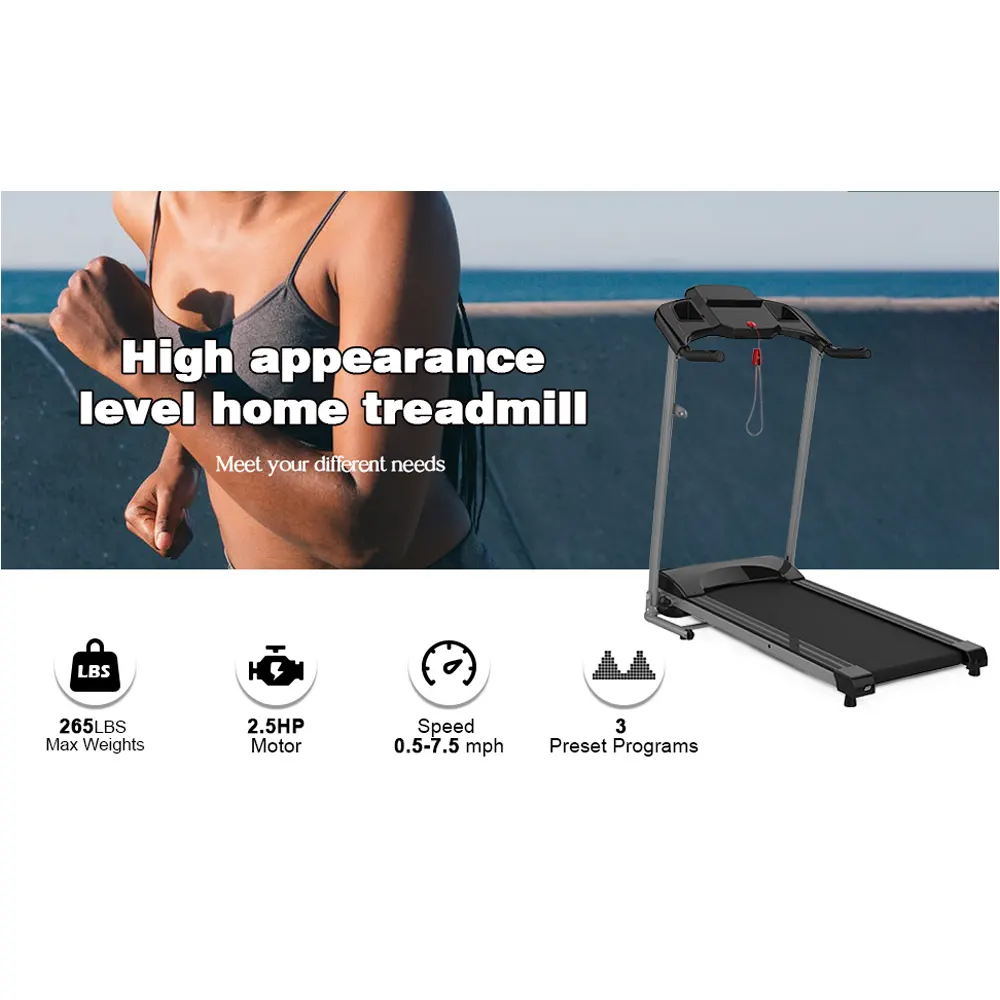 High appearance
level home treadmill
Meet your different needs
LBS
265LBS
Max Weights
2.5HP
Motor
Speed
0.5-7.5 mph
3
Preset Programs